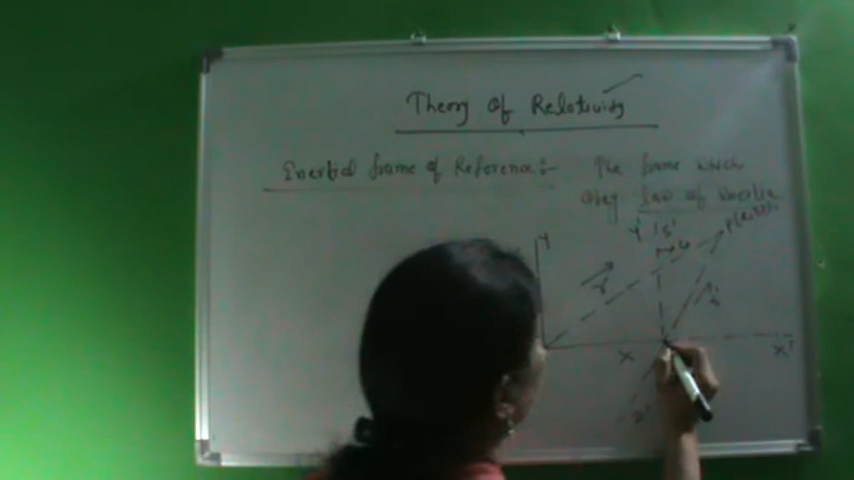 Theory of Relativity
Inertial frame of Reference:- The frame which
obey law of inertia
Y
Y' S'
r
X
X'
Z'